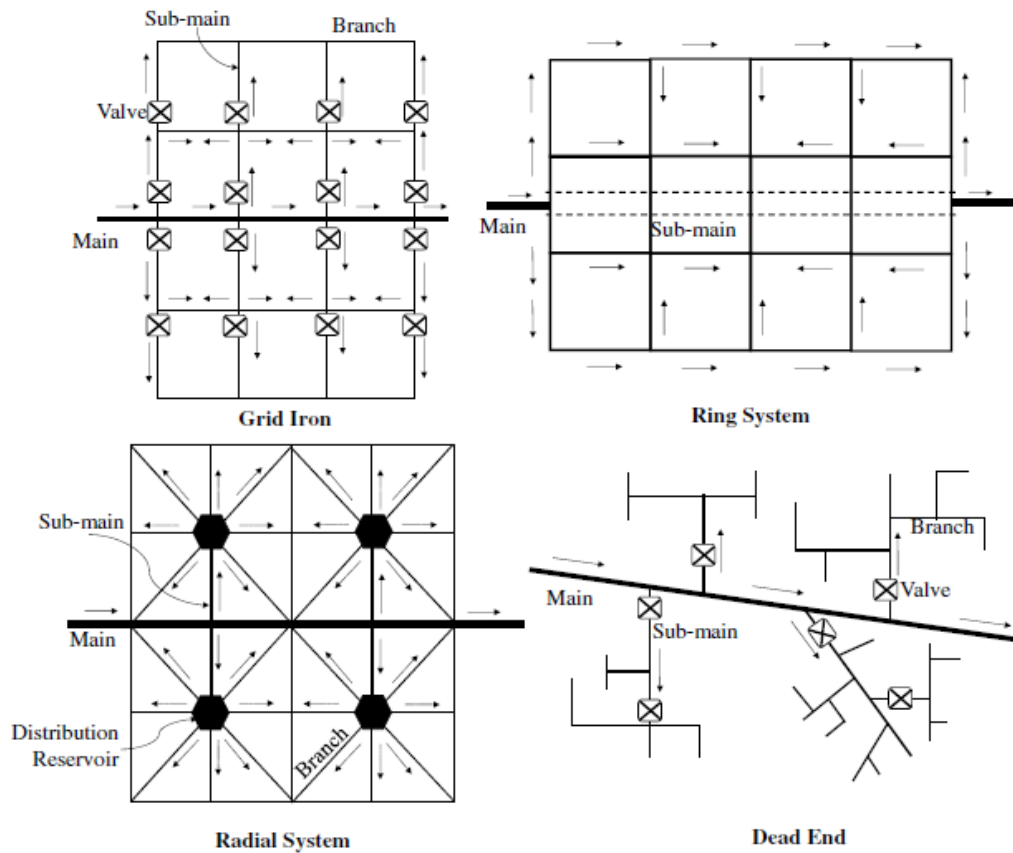 Sub-main
Branch
Valve
Main
Grid Iron
Main
Sub-main
Ring System
Sub-main
Main
Distribution
Reservoir
Branch
Radial System
Branch
Main
Valve
Sub-main
Dead End